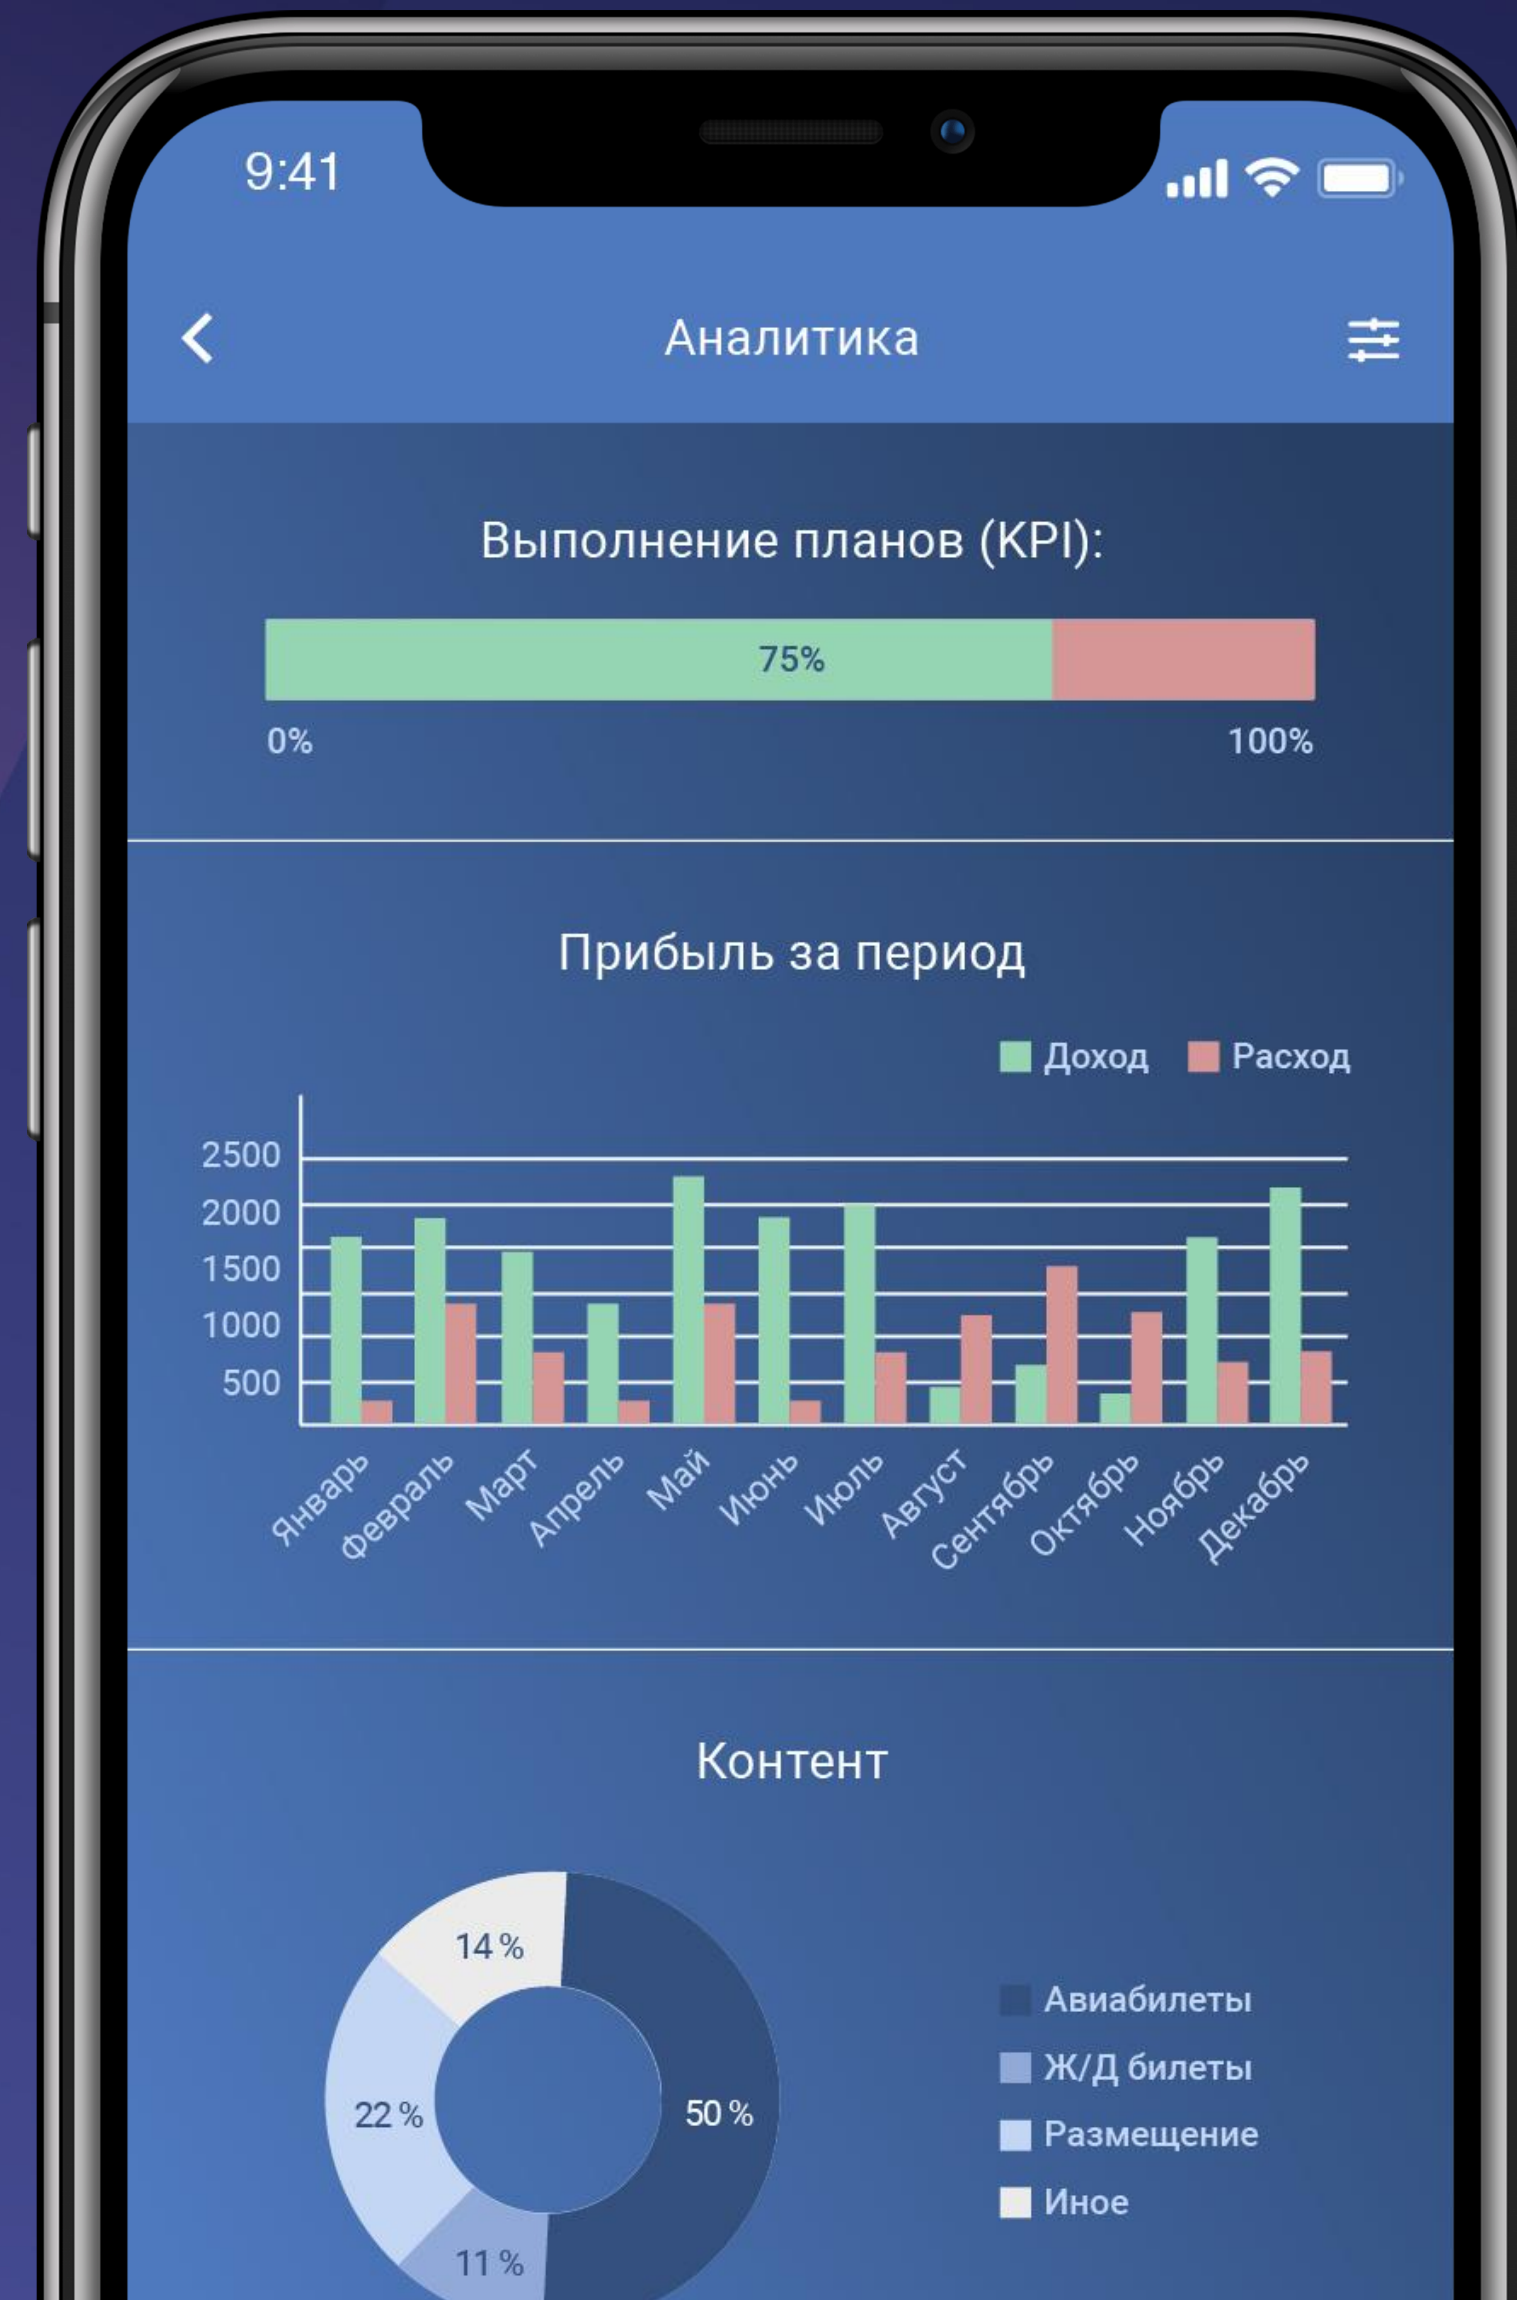 9:41
Аналитика
Выполнение планов (KPI):
75%
0% 100%
Прибыль за период
Доход Расход
2500
2000
1500
1000
500
Январь Февраль Март Апрель Май Июнь Июль Август Сентябрь Октябрь Ноябрь Декабрь
Контент
14 %
22 %
50 %
11 %
Авиабилеты
Ж/Д билеты
Размещение
Иное